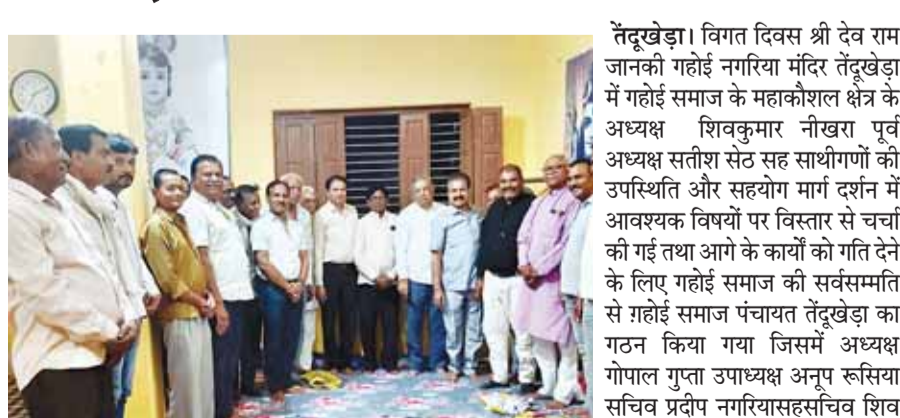 तेंदूखेड़ा। विगत दिवस श्री देव राम
जानकी गहोई नगरिया मंदिर तेंदूखेड़ा
में गहोई समाज के महाकौशल क्षेत्र के
अध्यक्ष शिवकुमार नीखरा पूर्व
अध्यक्ष सतीश सेठ सह साथीगणों की
उपस्थिति और सहयोग मार्ग दर्शन में
आवश्यक विषयों पर विस्तार से चर्चा
की गई तथा आगे के कार्यो को गति देने
के लिए गहोई समाज की सर्वसम्मति
से ग़होई समाज पंचायत तेंदूखेड़ा का
गठन किया गया जिसमें अध्यक्ष
गोपाल गुप्ता उपाध्यक्ष अनूप रूसिया
सचिव प्रदीप नगरियासहसचिव शिव